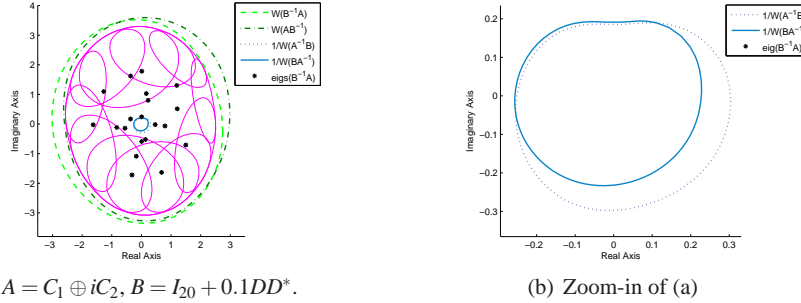 4
3
2
1
0
−1
−2
−3
Imaginary Axis
−3 −2 −1 0 1 2 3
Real Axis
W(B⁻¹A)
W(AB⁻¹)
1/W(A⁻¹B)
1/W(BA⁻¹)
eigs(B⁻¹A)
A = C₁ ⊕ iC₂, B = I₂₀ + 0.1DD*.
0.2
0.1
0
−0.1
−0.2
−0.3
Imaginary Axis
−0.2 −0.1 0 0.1 0.2 0.3
Real Axis
1/W(A⁻¹B
1/W(BA⁻¹
eig(B⁻¹A)
(b) Zoom-in of (a)